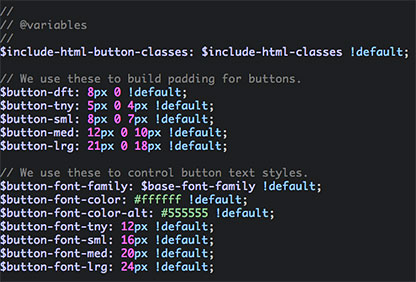 //
// @variables
//
$include-html-button-classes: $include-html-classes !default;
// We use these to build padding for buttons.
$button-dft: 8px 0 !default;
$button-tny: 5px 0 4px !default;
$button-sml: 8px 0 7px !default;
$button-med: 12px 0 10px !default;
$button-lrg: 21px 0 18px !default;
// We use these to control button text styles.
$button-font-family: $base-font-family !default;
$button-font-color: #ffffff !default;
$button-font-color-alt: #555555 !default;
$button-font-tny: 12px !default;
$button-font-sml: 16px !default;
$button-font-med: 20px !default;
$button-font-lrg: 24px !default;